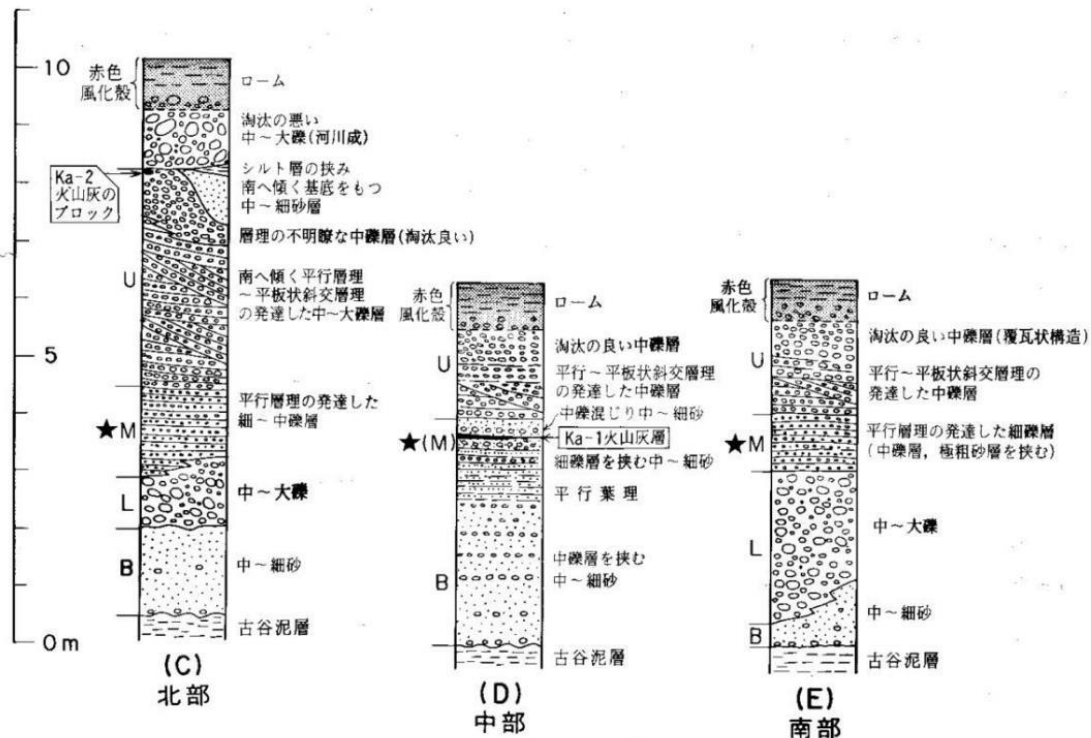 10
5
0m
赤色
風化殻
Ka-2
火山灰の
ブロック
U
★M
L
B
ローム
淘汰の悪い
中～大礫(河川成)
シルト層の挟み
南へ傾く基底をもつ
中～細砂層
層理の不明瞭な中礫層(淘汰良い)
南へ傾く平行層理
～平板状斜交層理
の発達した中～大礫層
平行層理の発達した
細～中礫層
中～大礫
中～細砂
古谷泥層
(C)
北部
赤色
風化殻
U
★(M)
B
ローム
淘汰の良い中礫層
平行～平板状斜交層理
の発達した中礫層
中礫混じり中～細砂
Ka-1火山灰層
細礫層を挟む中～細砂
平行葉理
中礫層を挟む
中～細砂
古谷泥層
(D)
中部
赤色
風化殻
U
★M
L
B
ローム
淘汰の良い中礫層(覆瓦状構造)
平行～平板状斜交層理の
発達した中礫層
平行層理の発達した細礫層
(中礫層，極粗砂層を挟む)
中～大礫
中～細砂
古谷泥層
(E)
南部